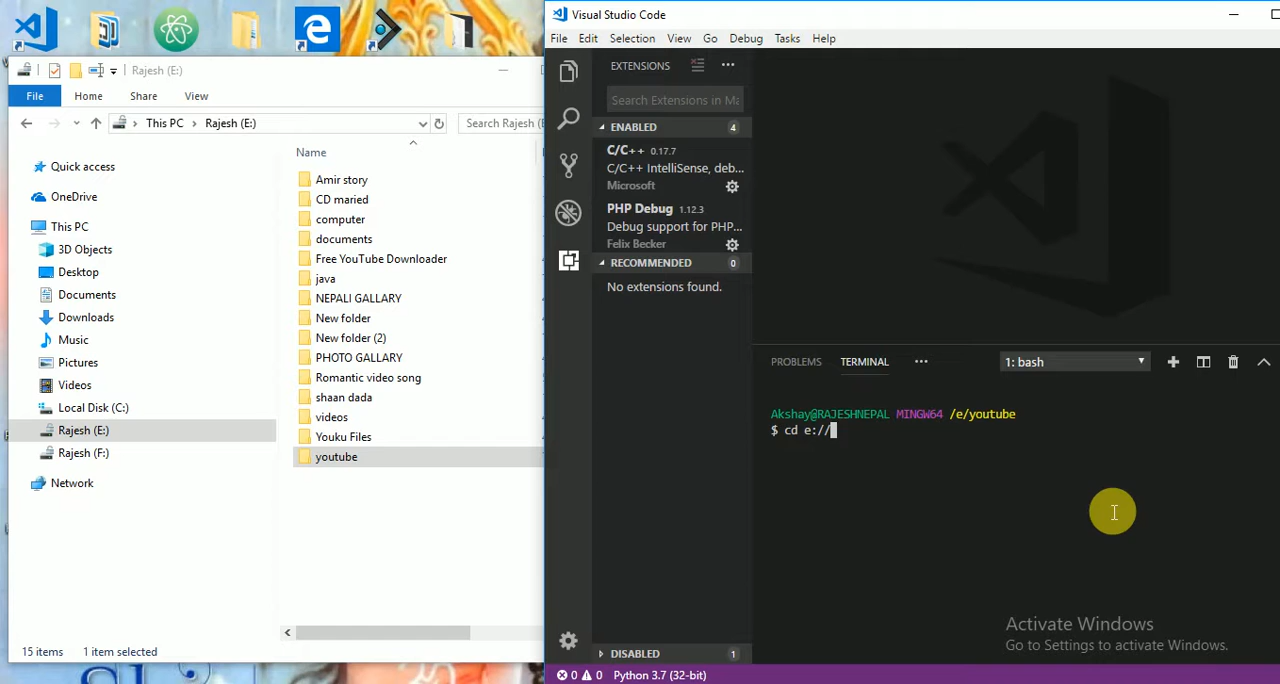 Rajesh (E:)
File
Home
Share
View
This PC
Rajesh (E:)
Search Rajesh (E
Name
Quick access
OneDrive
This PC
3D Objects
Desktop
Documents
Downloads
Music
Pictures
Videos
Local Disk (C:)
Rajesh (E:)
Rajesh (F:)
Network
Amir story
CD maried
computer
documents
Free YouTube Downloader
java
NEPALI GALLARY
New folder
New folder (2)
PHOTO GALLARY
Romantic video song
shaan dada
videos
Youku Files
youtube
15 items
1 item selected
Visual Studio Code
File Edit Selection View Go Debug Tasks Help
EXTENSIONS
Search Extensions in Ma
ENABLED 4
C/C++ 0.17.7
C/C++ IntelliSense, deb...
Microsoft
PHP Debug 1.12.3
Debug support for PHP...
Felix Becker
RECOMMENDED 0
No extensions found.
DISABLED 1
PROBLEMS TERMINAL ... 1: bash
Akshay@RAJESHNEPAL MINGW64 /e/youtube
$ cd e://
Activate Windows
Go to Settings to activate Windows.
0 0 Python 3.7 (32-bit)